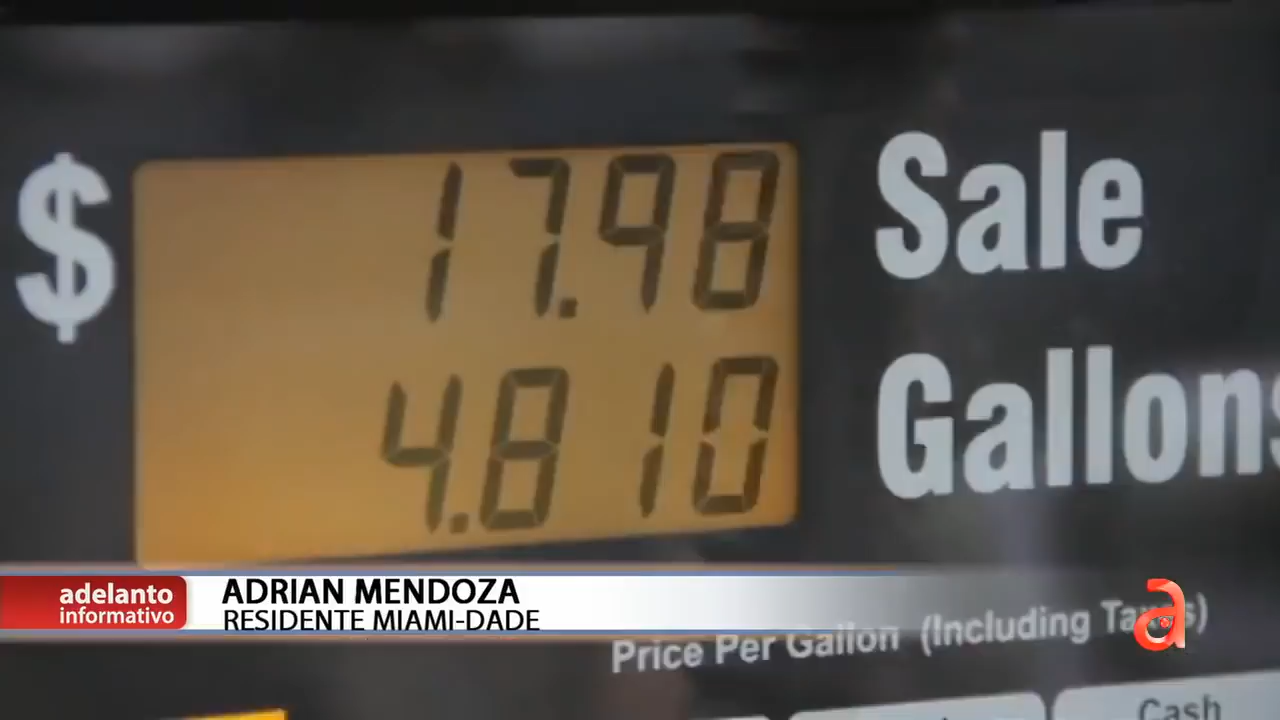 $ 17.98 Sale
4.810 Gallons
adelanto
informativo
ADRIAN MENDOZA
RESIDENTE MIAMI-DADE
Price Per Gallon (Including Taxes)
Cash
a